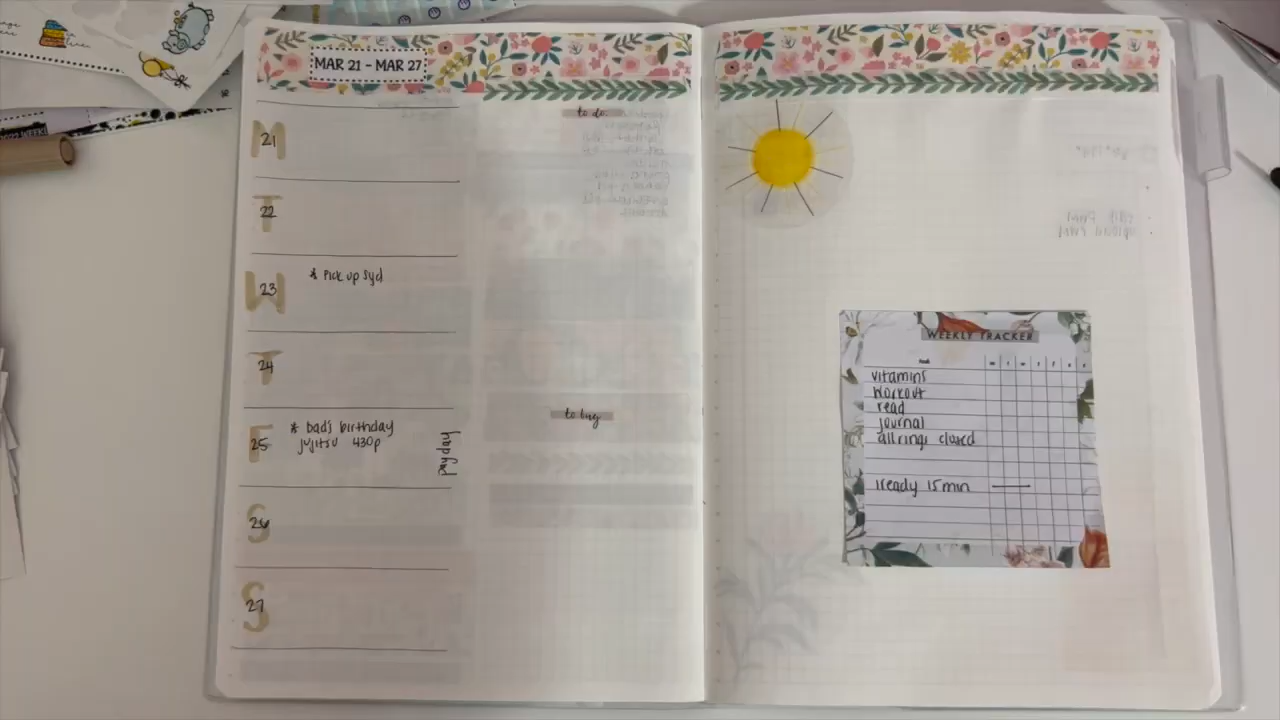 MAR 21 - MAR 27
M 21
T 22
W 23
* Pick up Syd
T 24
F 25
* Dad's birthday
jujitsu 430p
payday
S 26
S 27
to do.
to buy
WEEKLY TRACKER
vitamins
workout
read
journal
all rings closed
iready 15 min